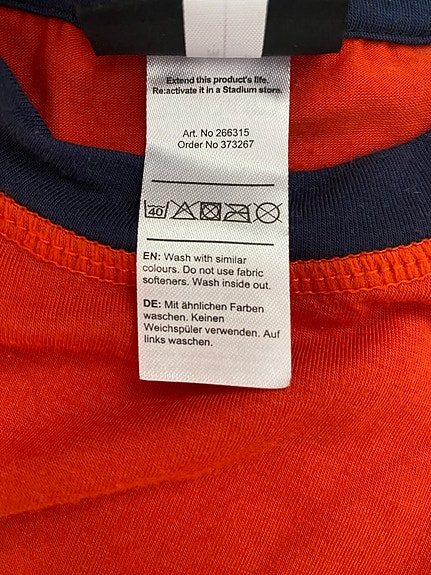 Extend this product's life.
Re:activate it in a Stadium store.
Art. No 266315
Order No 373267
40
EN: Wash with similar
colours. Do not use fabric
softeners. Wash inside out.
DE: Mit ähnlichen Farben
waschen. Keinen
Weichspüler verwenden. Auf
links waschen.